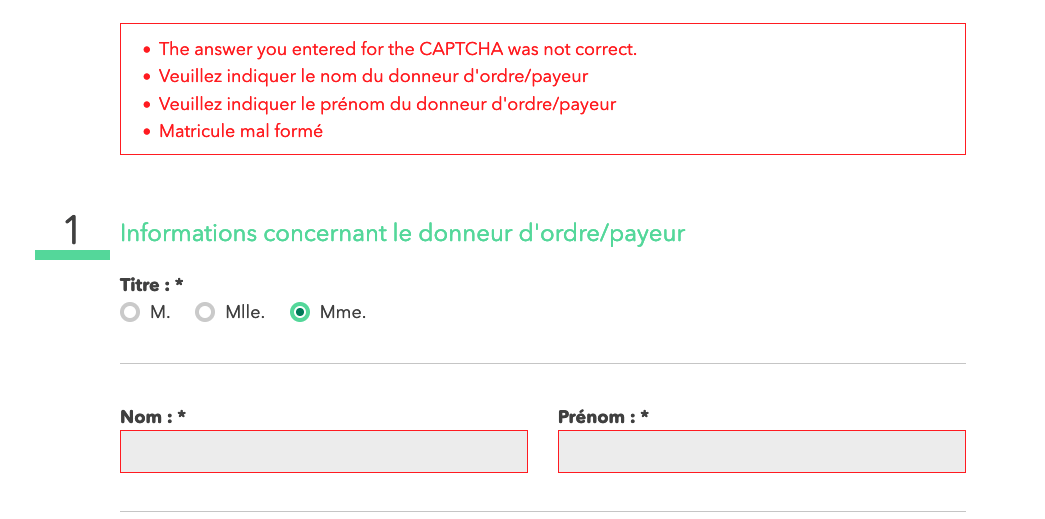 The answer you entered for the CAPTCHA was not correct.
Veuillez indiquer le nom du donneur d'ordre/payeur
Veuillez indiquer le prénom du donneur d'ordre/payeur
Matricule mal formé
1 Informations concernant le donneur d'ordre/payeur
Titre : *
M. Mlle. Mme.
Nom : * Prénom : *